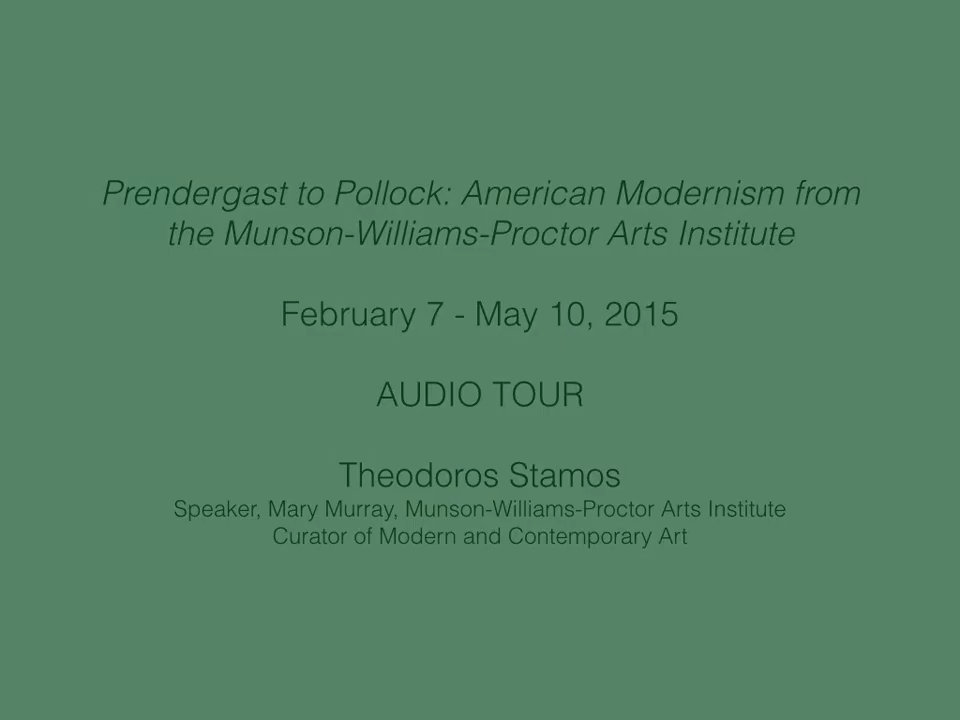 Prendergast to Pollock: American Modernism from
the Munson-Williams-Proctor Arts Institute
February 7 - May 10, 2015
AUDIO TOUR
Theodoros Stamos
Speaker, Mary Murray, Munson-Williams-Proctor Arts Institute
Curator of Modern and Contemporary Art